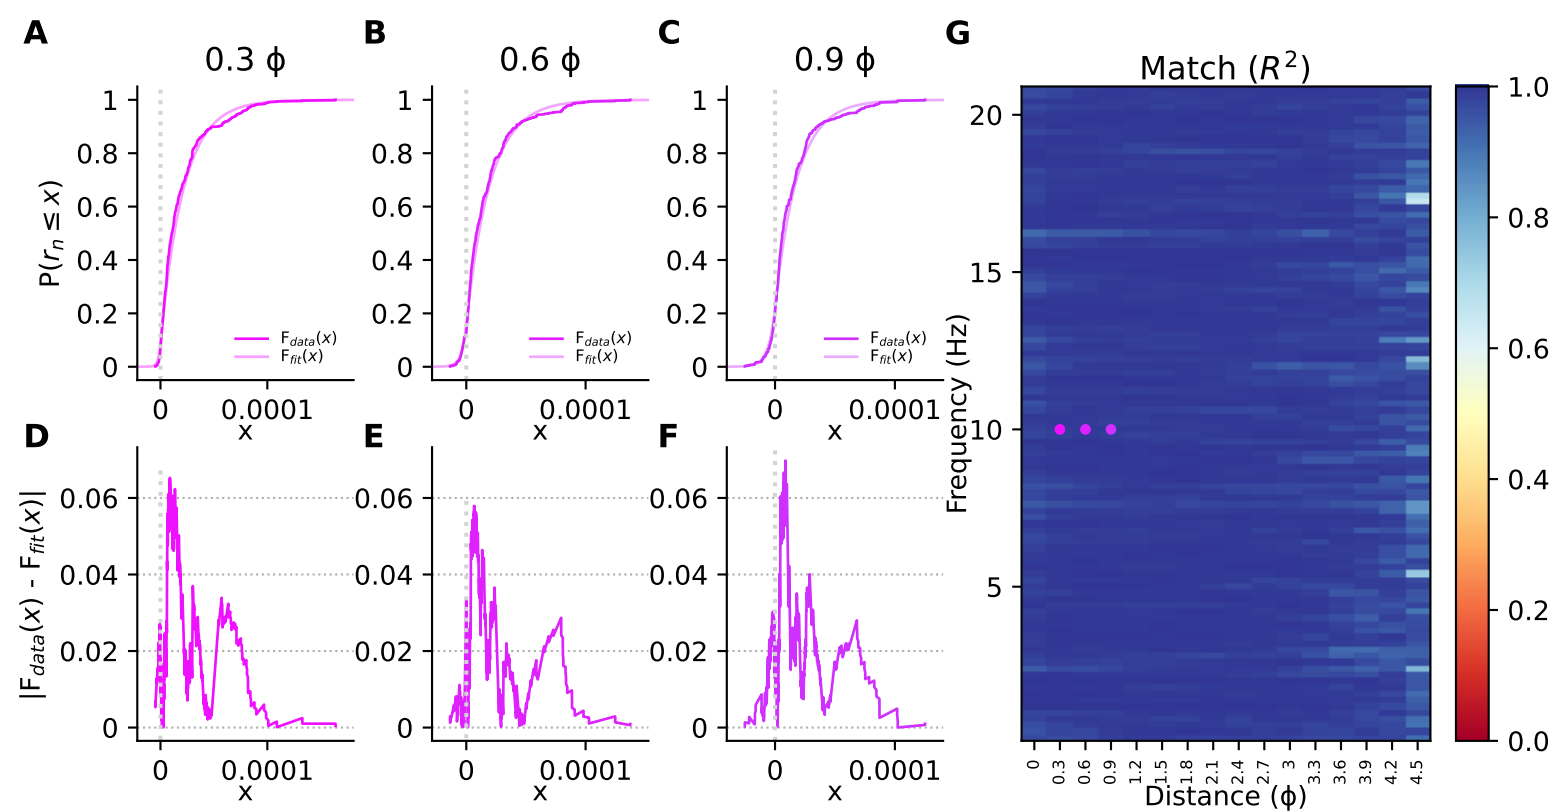 A
B
C
G
0.3 ϕ
0.6 ϕ
0.9 ϕ
Match (R²)
P(rₙ ≤ x)
1
0.8
0.6
0.4
0.2
0
F_data(x)
F_fit(x)
0
0.0001
x
1
0.8
0.6
0.4
0.2
0
F_data(x)
F_fit(x)
0
0.0001
x
1
0.8
0.6
0.4
0.2
0
F_data(x)
F_fit(x)
0
0.0001
x
D
E
F
|F_data(x) - F_fit(x)|
0.06
0.04
0.02
0
0
0.0001
x
0.06
0.04
0.02
0
0
0.0001
x
0.06
0.04
0.02
0
0
0.0001
x
Frequency (Hz)
20
15
10
5
0 0.3 0.6 0.9 1.2 1.5 1.8 2.1 2.4 2.7 3 3.3 3.6 3.9 4.2 4.5
Distance (ϕ)
1.0
0.8
0.6
0.4
0.2
0.0